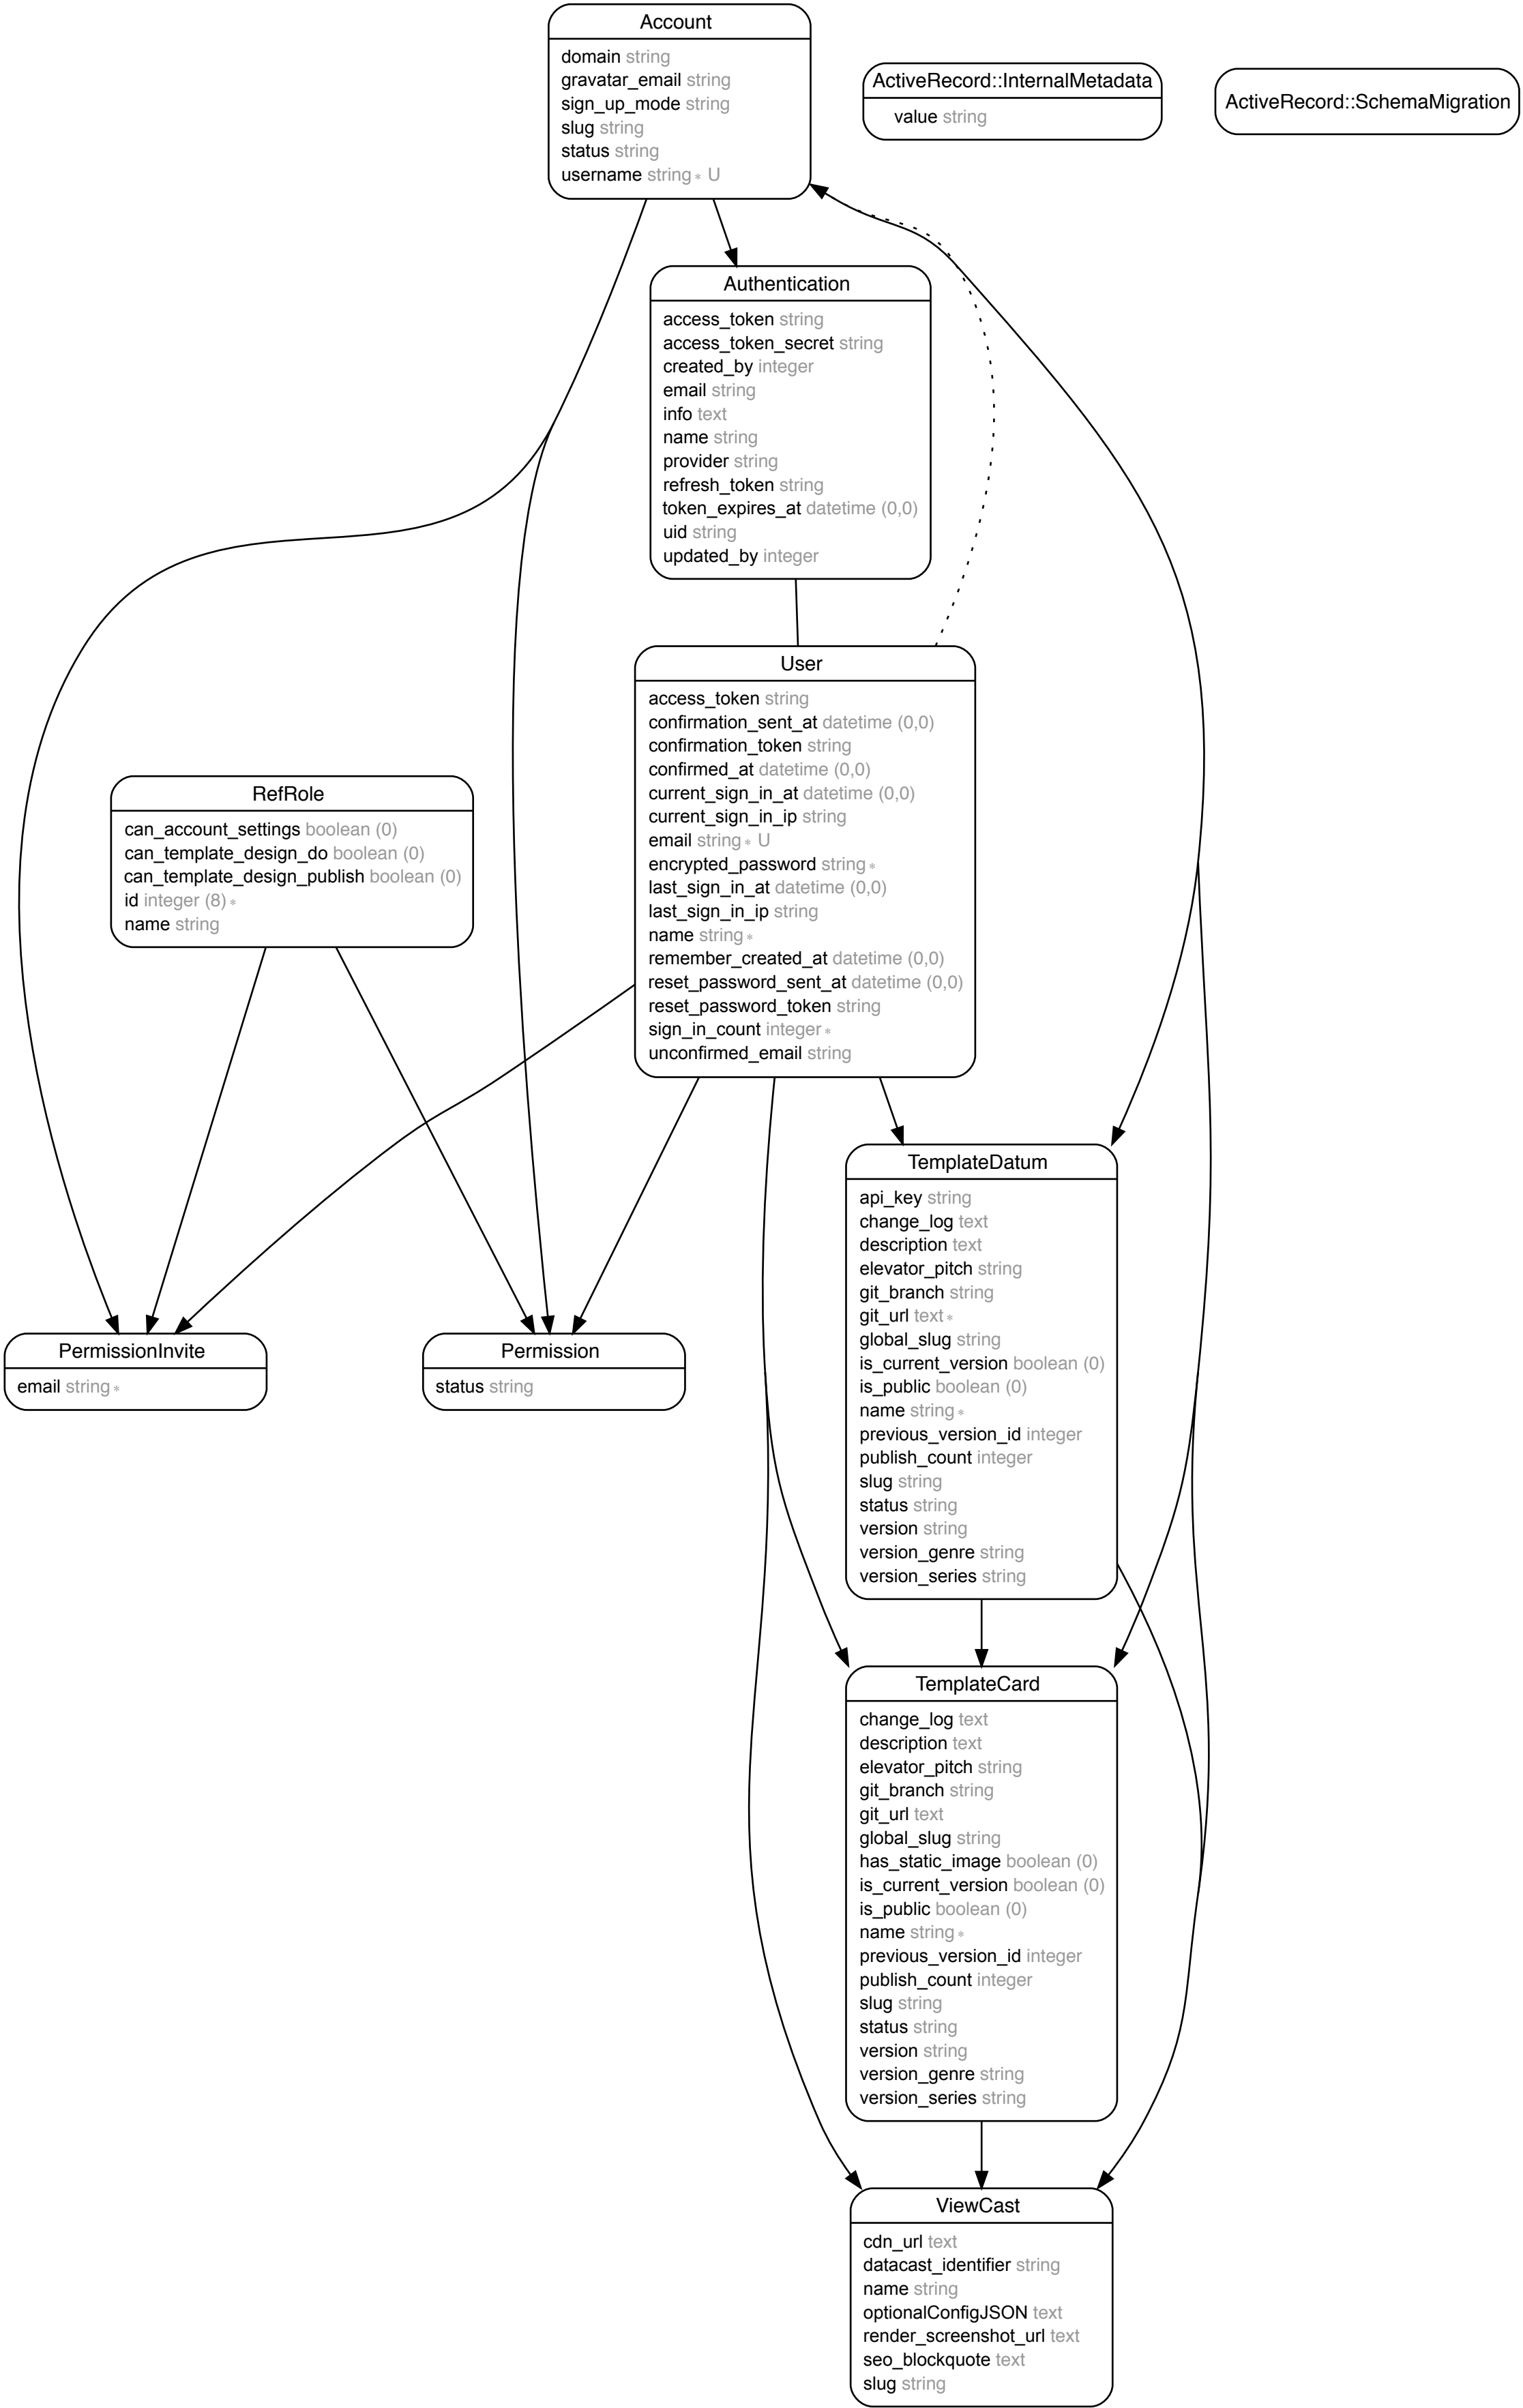 Account
domain string
gravatar_email string
sign_up_mode string
slug string
status string
username string ∗ U
ActiveRecord::InternalMetadata
value string
ActiveRecord::SchemaMigration
Authentication
access_token string
access_token_secret string
created_by integer
email string
info text
name string
provider string
refresh_token string
token_expires_at datetime (0,0)
uid string
updated_by integer
User
access_token string
confirmation_sent_at datetime (0,0)
confirmation_token string
confirmed_at datetime (0,0)
current_sign_in_at datetime (0,0)
current_sign_in_ip string
email string ∗ U
encrypted_password string ∗
last_sign_in_at datetime (0,0)
last_sign_in_ip string
name string ∗
remember_created_at datetime (0,0)
reset_password_sent_at datetime (0,0)
reset_password_token string
sign_in_count integer ∗
unconfirmed_email string
RefRole
can_account_settings boolean (0)
can_template_design_do boolean (0)
can_template_design_publish boolean (0)
id integer (8) ∗
name string
PermissionInvite
email string ∗
Permission
status string
TemplateDatum
api_key string
change_log text
description text
elevator_pitch string
git_branch string
git_url text ∗
global_slug string
is_current_version boolean (0)
is_public boolean (0)
name string ∗
previous_version_id integer
publish_count integer
slug string
status string
version string
version_genre string
version_series string
TemplateCard
change_log text
description text
elevator_pitch string
git_branch string
git_url text
global_slug string
has_static_image boolean (0)
is_current_version boolean (0)
is_public boolean (0)
name string ∗
previous_version_id integer
publish_count integer
slug string
status string
version string
version_genre string
version_series string
ViewCast
cdn_url text
datacast_identifier string
name string
optionalConfigJSON text
render_screenshot_url text
seo_blockquote text
slug string